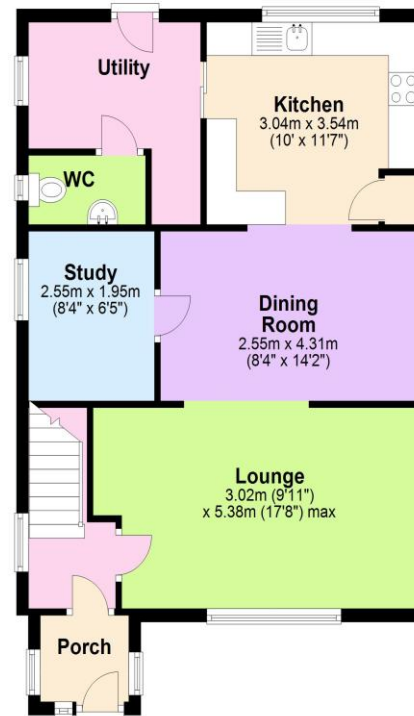 Utility
Kitchen
3.04m x 3.54m
(10' x 11'7")
WC
Study
2.55m x 1.95m
(8'4" x 6'5")
Dining
Room
2.55m x 4.31m
(8'4" x 14'2")
Lounge
3.02m (9'11")
x 5.38m (17'8") max
Porch